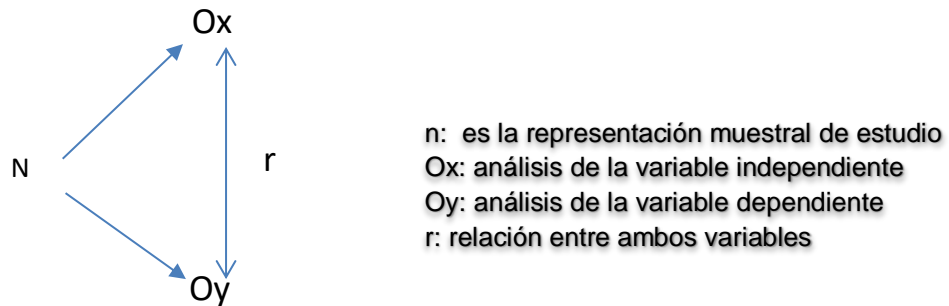 Ox
N
r
Oy
n:  es la representación muestral de estudio
Ox: análisis de la variable independiente
Oy: análisis de la variable dependiente
r: relación entre ambos variables